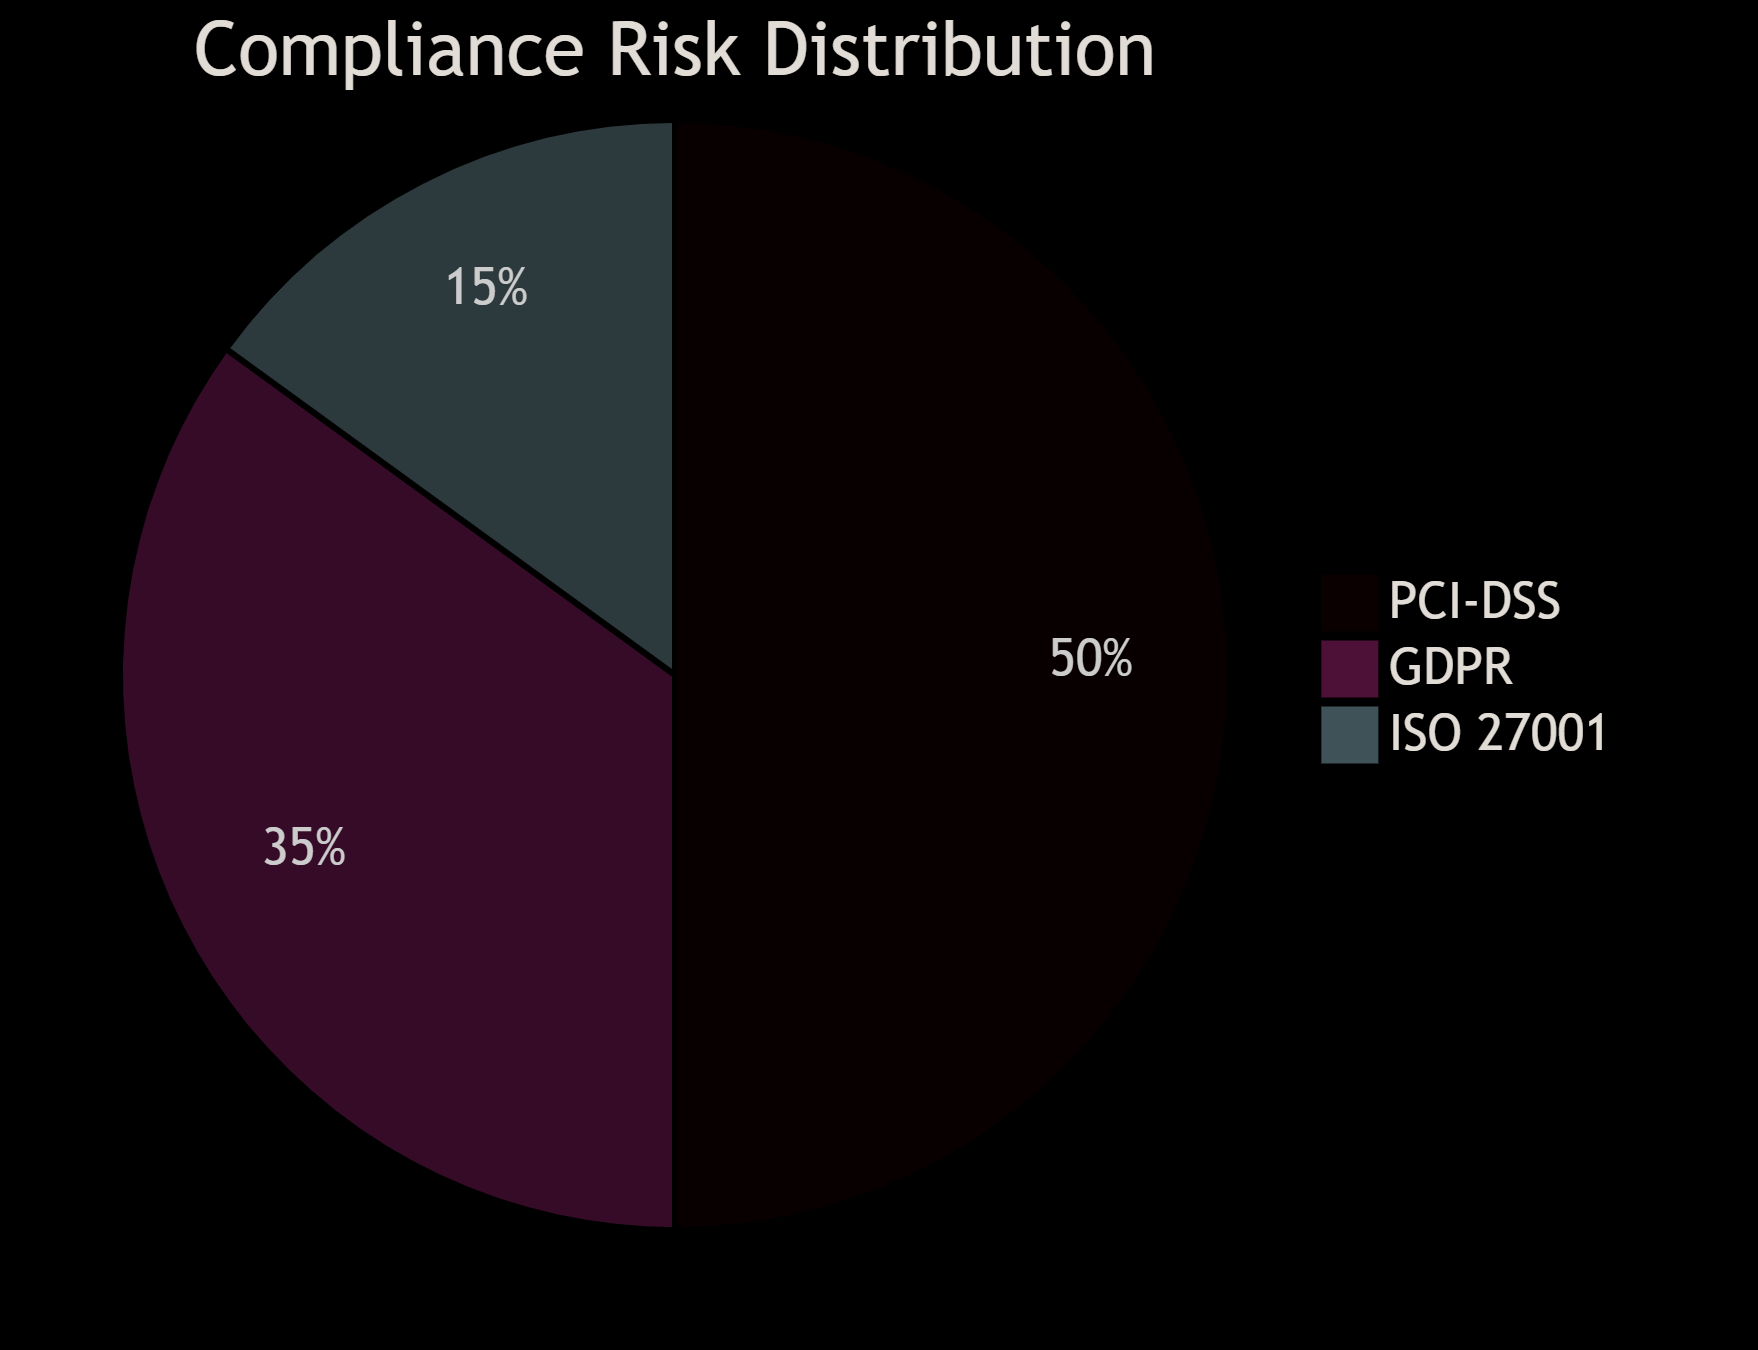 Compliance Risk Distribution
15%
50%
35%
PCI-DSS
GDPR
ISO 27001